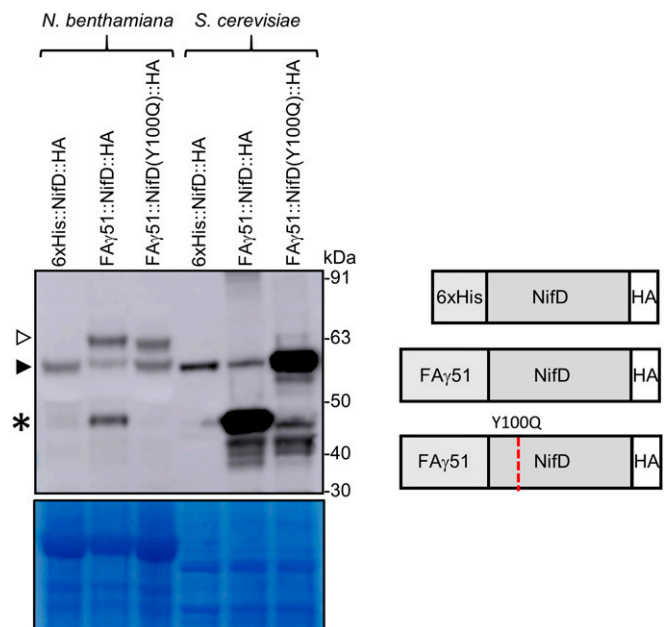 N. benthamiana S. cerevisiae
6xHis::NifD::HA
FAγ51::NifD::HA
FAγ51::NifD(Y100Q)::HA
6xHis::NifD::HA
FAγ51::NifD::HA
FAγ51::NifD(Y100Q)::HA
kDa
-91
-63
-50
-40
-30
*
6xHis NifD HA
FAγ51 NifD HA
Y100Q
FAγ51 NifD HA